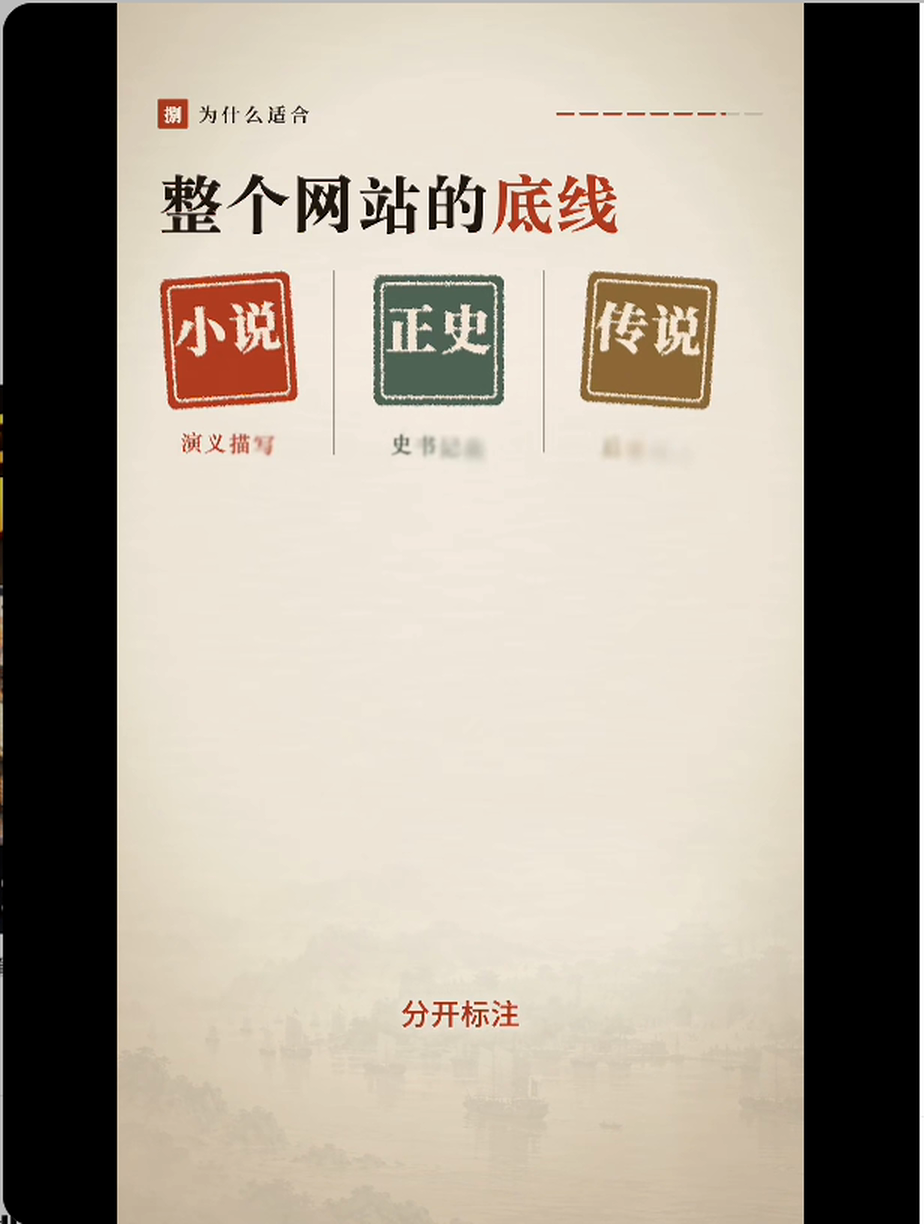 捌 为什么适合
整个网站的底线
小说 正史 传说
演义描写 史书记
分开标注